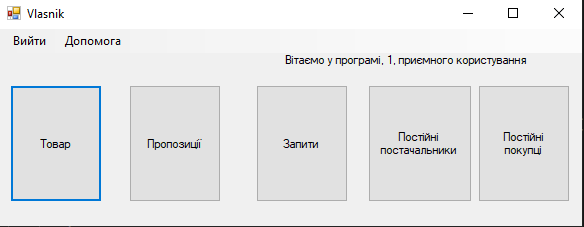 Vlasnik
Вийти Допомога
Вітаємо у програмі, 1, приємного користування
Товар
Пропозиції
Запити
Постійні
постачальники
Постійні
покупці